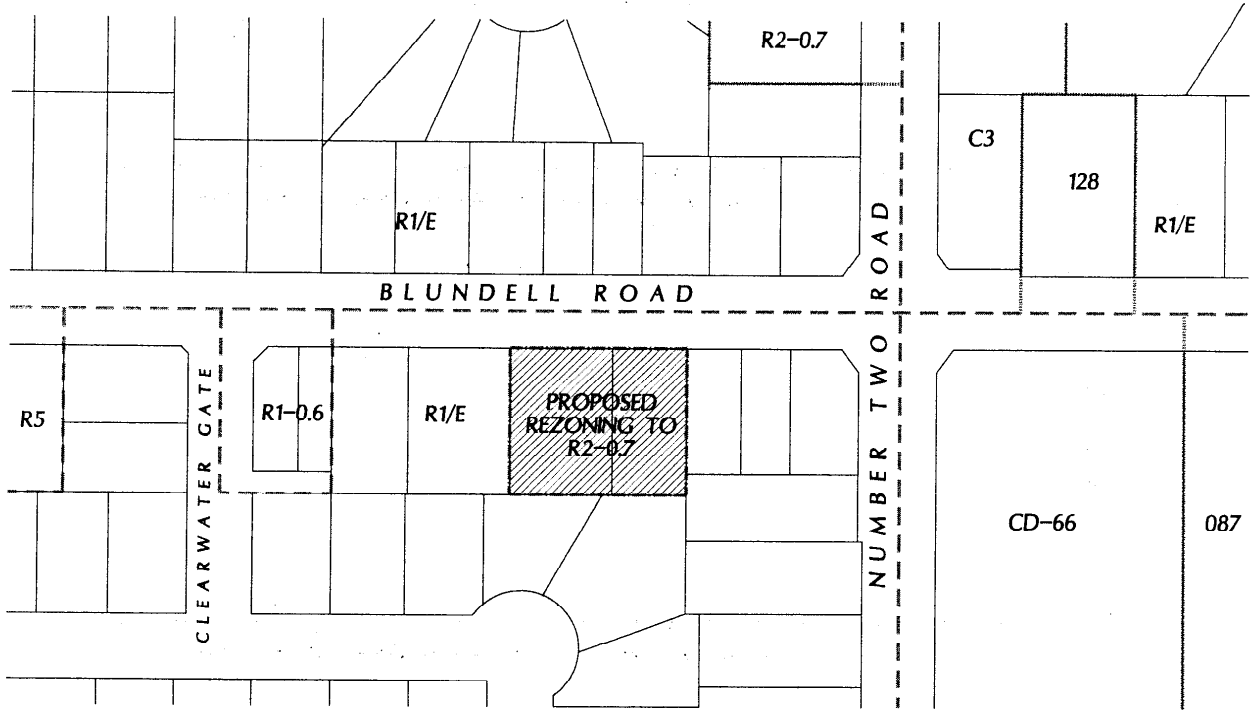 R2-0.7
C3
128
R1/E
R1/E
BLUNDELL ROAD
NUMBER TWO ROAD
CLEARWATER GATE
R5
R1-0.6
R1/E
PROPOSED
REZONING TO
R2-0.7
CD-66
087